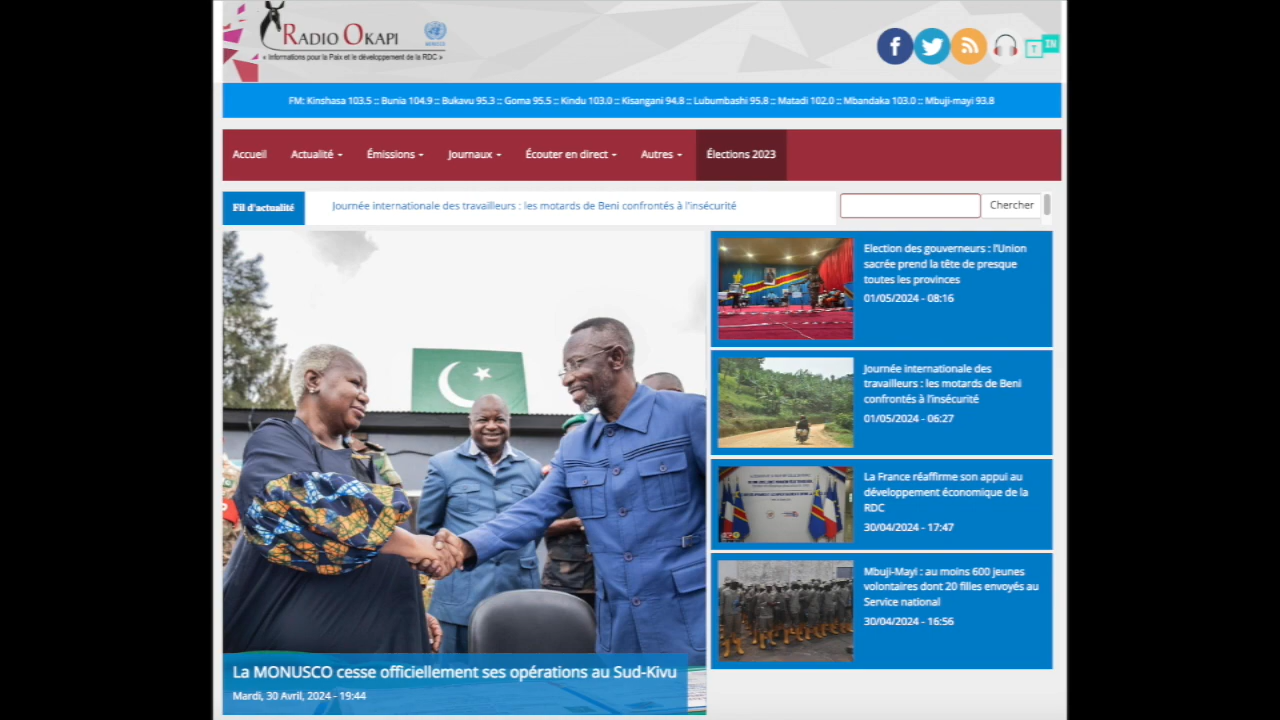 RADIO OKAPI
« Informations pour la Paix et le développement de la RDC »
T IN
FM: Kinshasa 103.5 :: Bunia 104.9 :: Bukavu 95.3 :: Goma 95.5 :: Kindu 103.0 :: Kisangani 94.8 :: Lubumbashi 95.8 :: Matadi 102.0 :: Mbandaka 103.0 :: Mbuji-mayi 93.8
Accueil Actualité Émissions Journaux Écouter en direct Autres Élections 2023
Fil d'actualité Journée internationale des travailleurs : les motards de Beni confrontés à l'insécurité Chercher
La MONUSCO cesse officiellement ses opérations au Sud-Kivu
Mardi, 30 Avril, 2024 - 19:44
Election des gouverneurs : l'Union
sacrée prend la tête de presque
toutes les provinces
01/05/2024 - 08:16
Journée internationale des
travailleurs : les motards de Beni
confrontés à l'insécurité
01/05/2024 - 06:27
La France réaffirme son appui au
développement économique de la
RDC
30/04/2024 - 17:47
Mbuji-Mayi : au moins 600 jeunes
volontaires dont 20 filles envoyés au
Service national
30/04/2024 - 16:56